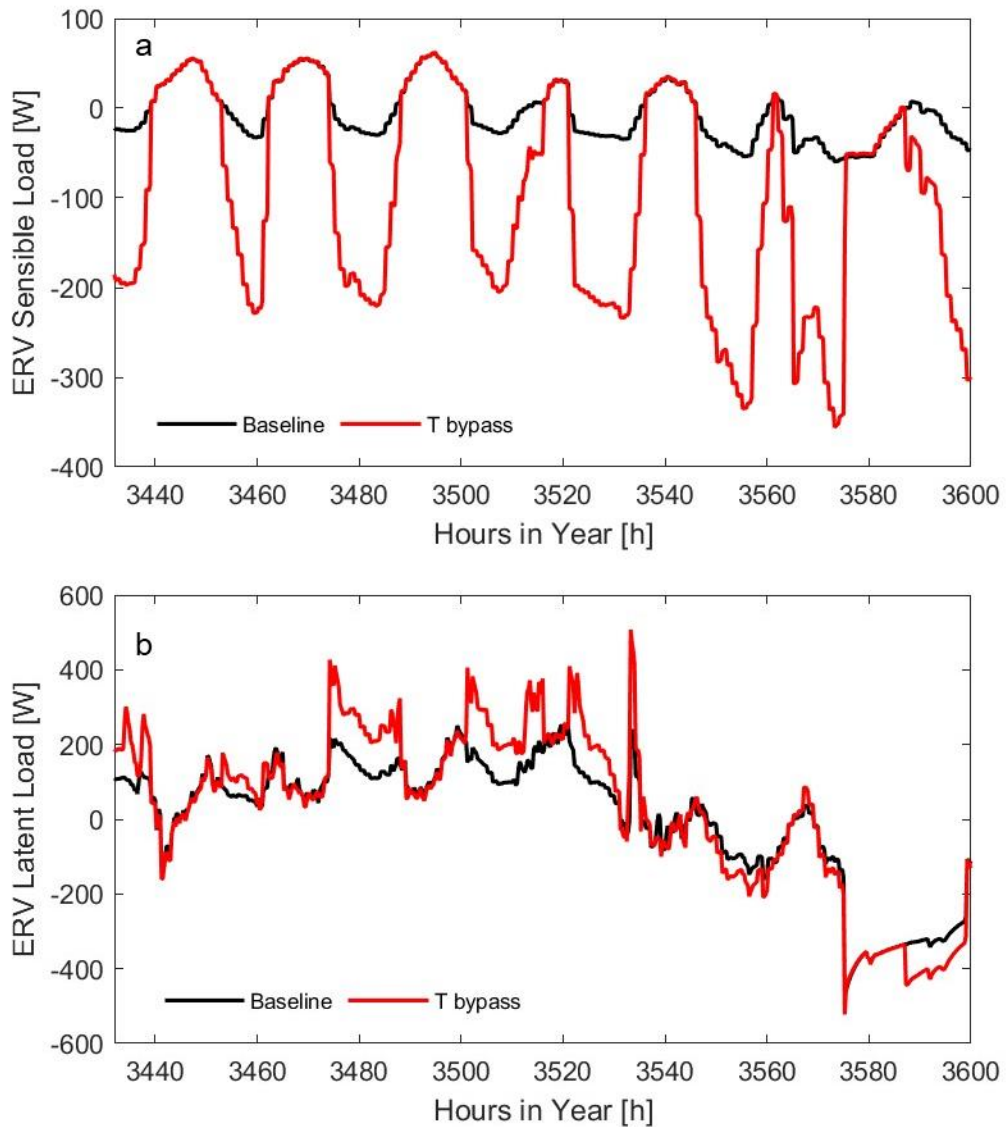 a
ERV Sensible Load [W]
100
0
-100
-200
-300
-400
Baseline
T bypass
3440 3460 3480 3500 3520 3540 3560 3580 3600
Hours in Year [h]
b
ERV Latent Load [W]
600
400
200
0
-200
-400
-600
Baseline
T bypass
3440 3460 3480 3500 3520 3540 3560 3580 3600
Hours in Year [h]